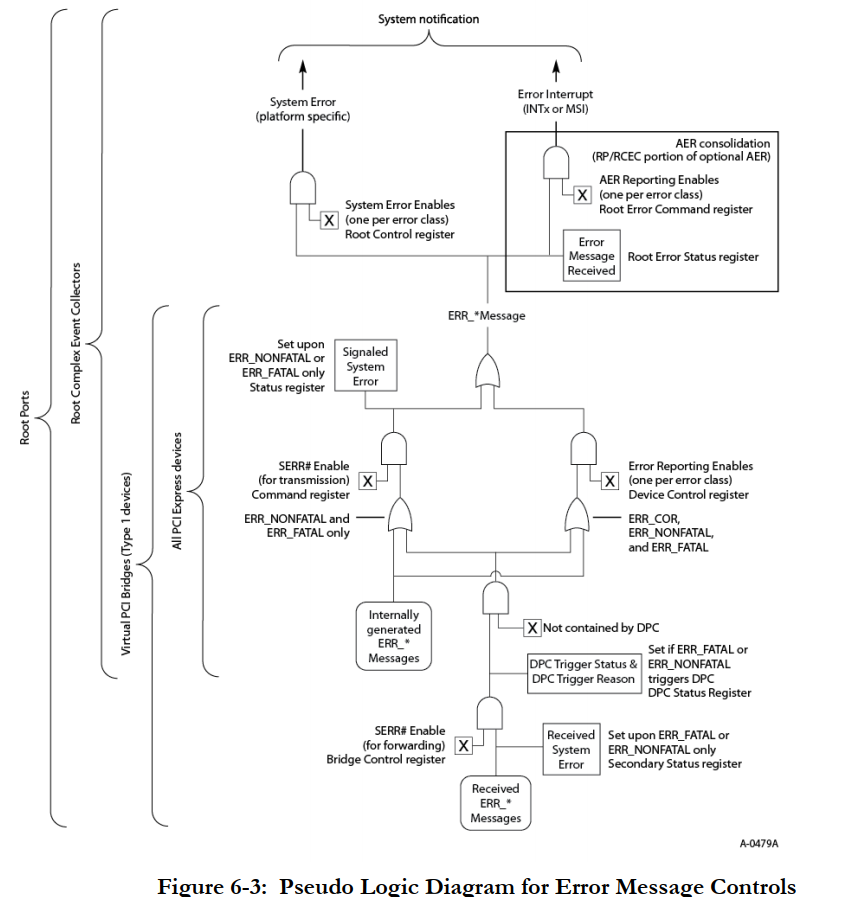 System notification
System Error
(platform specific)
Error Interrupt
(INTx or MSI)
AER consolidation
(RP/RCEC portion of optional AER)
X
System Error Enables
(one per error class)
Root Control register
X
AER Reporting Enables
(one per error class)
Root Error Command register
Error
Message
Received
Root Error Status register
ERR_*Message
Set upon
ERR_NONFATAL or
ERR_FATAL only
Status register
Signaled
System
Error
SERR# Enable
(for transmission)
Command register
X
X
Error Reporting Enables
(one per error class)
Device Control register
ERR_NONFATAL and
ERR_FATAL only
ERR_COR,
ERR_NONFATAL,
and ERR_FATAL
Internally
generated
ERR_*
Messages
X
Not contained by DPC
DPC Trigger Status &
DPC Trigger Reason
Set if ERR_FATAL or
ERR_NONFATAL
triggers DPC
DPC Status Register
SERR# Enable
(for forwarding)
Bridge Control register
X
Received
System
Error
Set upon ERR_FATAL or
ERR_NONFATAL only
Secondary Status register
Received
ERR_*
Messages
Root Ports
Root Complex Event Collectors
Virtual PCI Bridges (Type 1 devices)
All PCI Express devices
A-0479A
Figure 6-3: Pseudo Logic Diagram for Error Message Controls